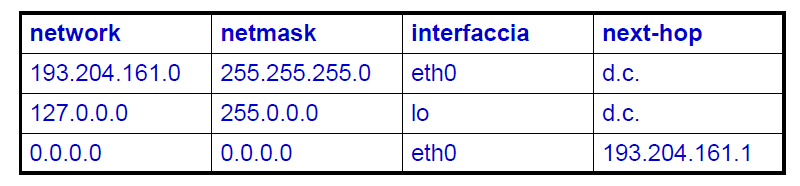 network netmask interfaccia next-hop
193.204.161.0 255.255.255.0 eth0 d.c.
127.0.0.0 255.0.0.0 lo d.c.
0.0.0.0 0.0.0.0 eth0 193.204.161.1